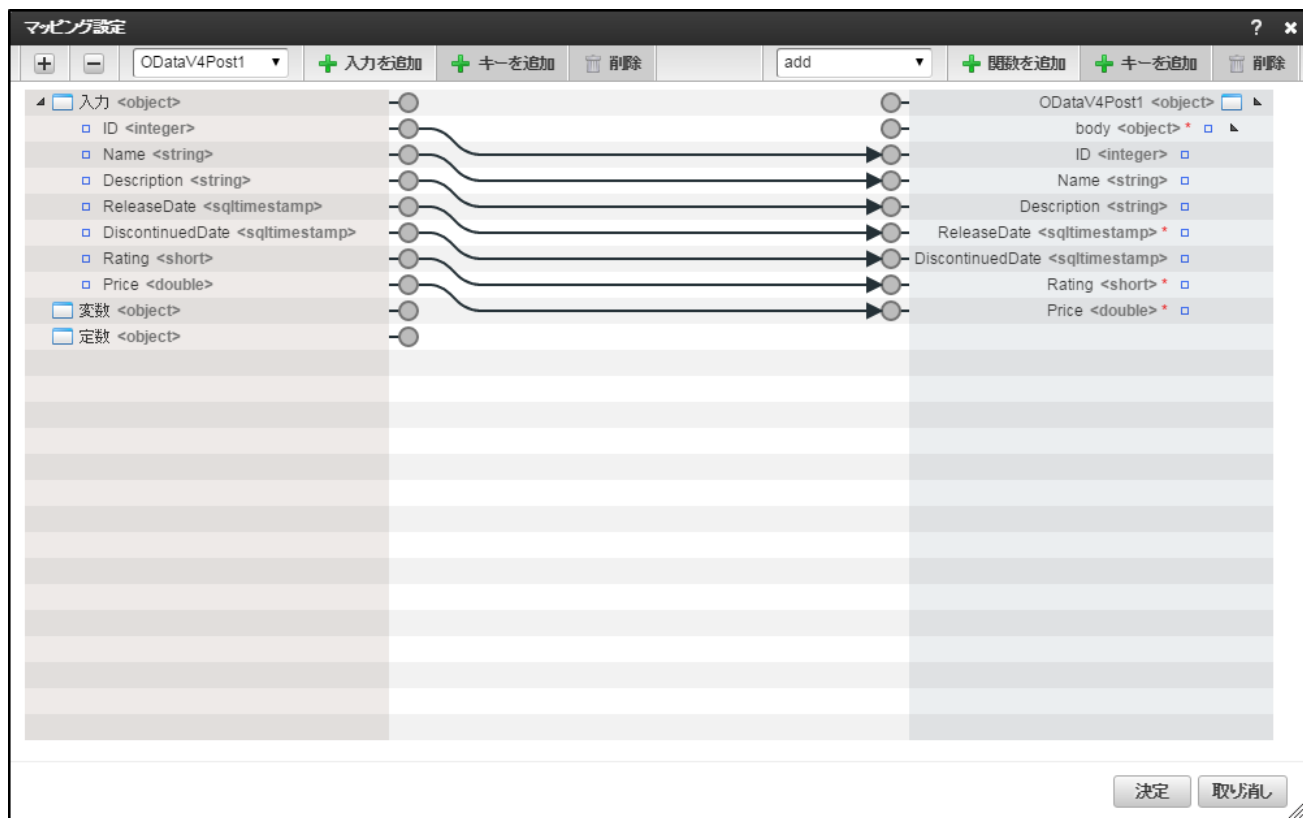 マッピング設定 ?
ODataV4Post1 入力を追加 キーを追加 削除 add 関数を追加 キーを追加 削除
入力 <object> ODataV4Post1 <object>
ID <integer> body <object> *
Name <string> ID <integer>
Description <string> Name <string>
ReleaseDate <sqltimestamp> Description <string>
DiscontinuedDate <sqltimestamp> ReleaseDate <sqltimestamp> *
Rating <short> DiscontinuedDate <sqltimestamp>
Price <double> Rating <short> *
変数 <object> Price <double> *
定数 <object>
決定 取り消し